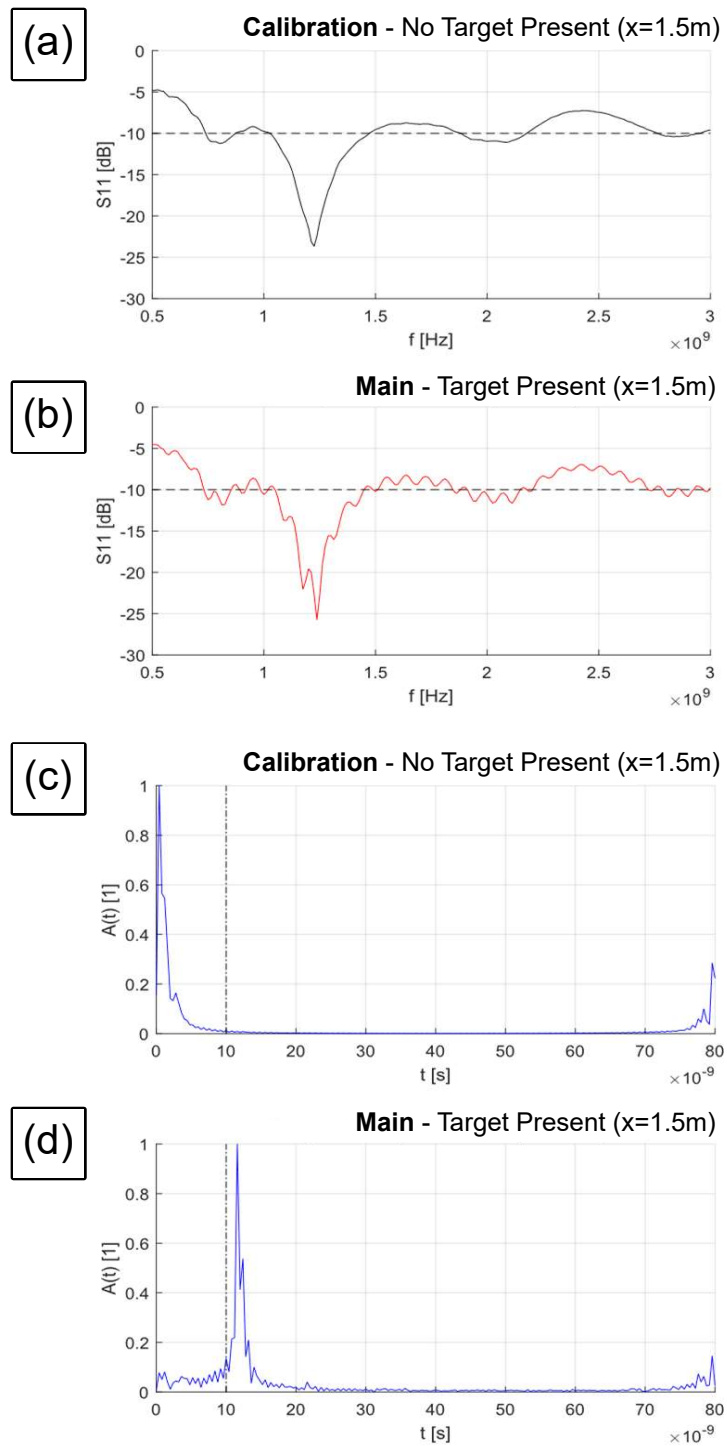 (a)
Calibration - No Target Present (x=1.5m)
0
-5
-10
-15
-20
-25
-30
S11 [dB]
0.5 1 1.5 2 2.5 3
f [Hz]
×10^9
(b)
Main - Target Present (x=1.5m)
0
-5
-10
-15
-20
-25
-30
S11 [dB]
0.5 1 1.5 2 2.5 3
f [Hz]
×10^9
(c)
Calibration - No Target Present (x=1.5m)
1
0.8
0.6
0.4
0.2
0
A(t) [1]
0 10 20 30 40 50 60 70 80
t [s]
×10^-9
(d)
Main - Target Present (x=1.5m)
1
0.8
0.6
0.4
0.2
0
A(t) [1]
0 10 20 30 40 50 60 70 80
t [s]
×10^-9